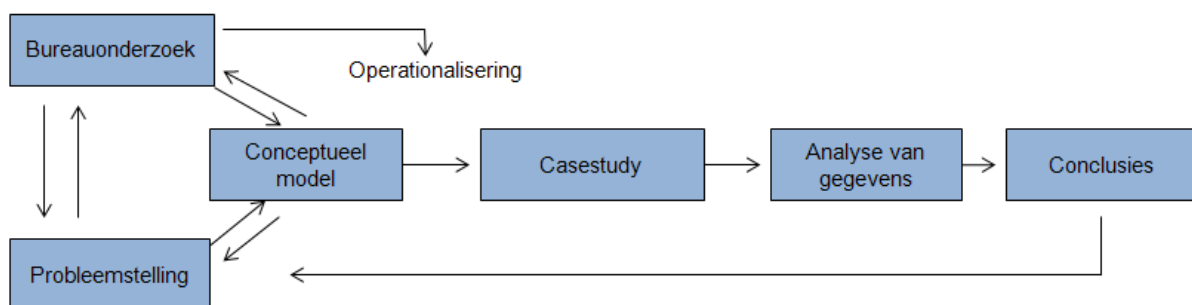 Bureauonderzoek
Operationalisering
Conceptueel
model
Casestudy
Analyse van
gegevens
Conclusies
Probleemstelling